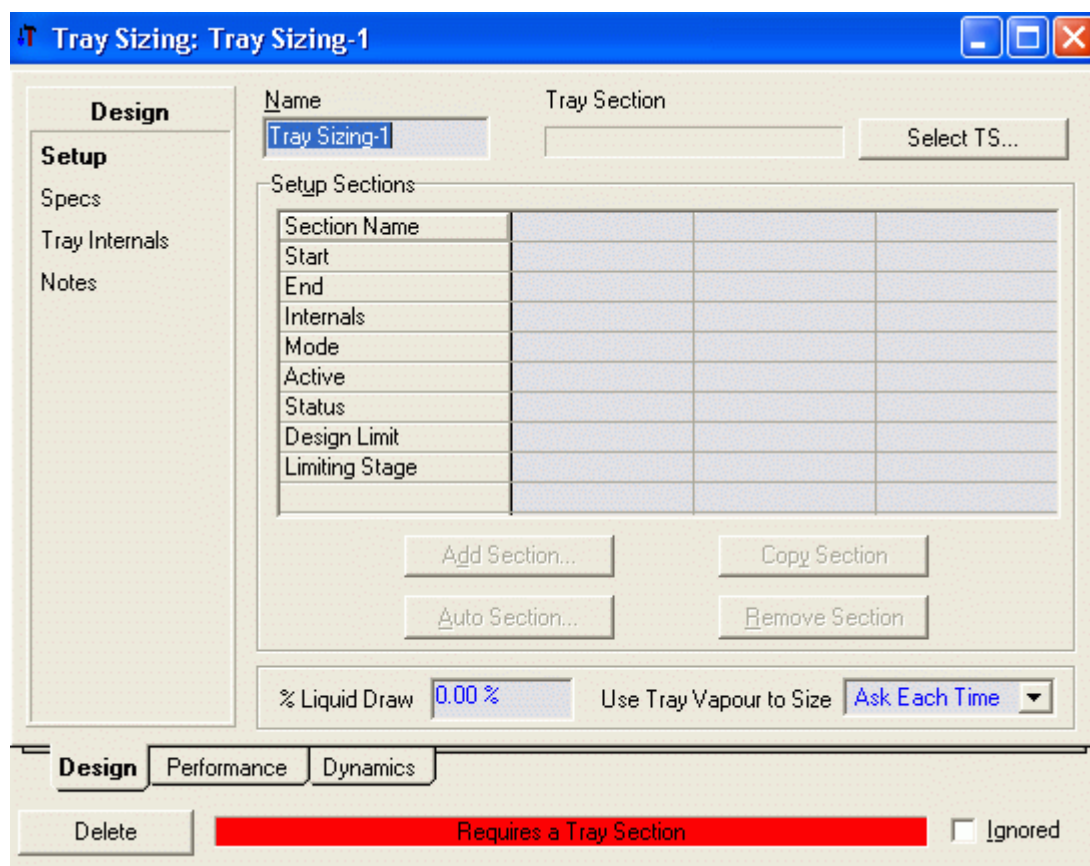 Tray Sizing: Tray Sizing-1
Design
Setup
Specs
Tray Internals
Notes
Name
Tray Section
Tray Sizing-1
Select TS...
Setup Sections
Section Name
Start
End
Internals
Mode
Active
Status
Design Limit
Limiting Stage
Add Section...
Copy Section
Auto Section...
Remove Section
% Liquid Draw
0.00 %
Use Tray Vapour to Size
Ask Each Time
Design
Performance
Dynamics
Delete
Requires a Tray Section
Ignored